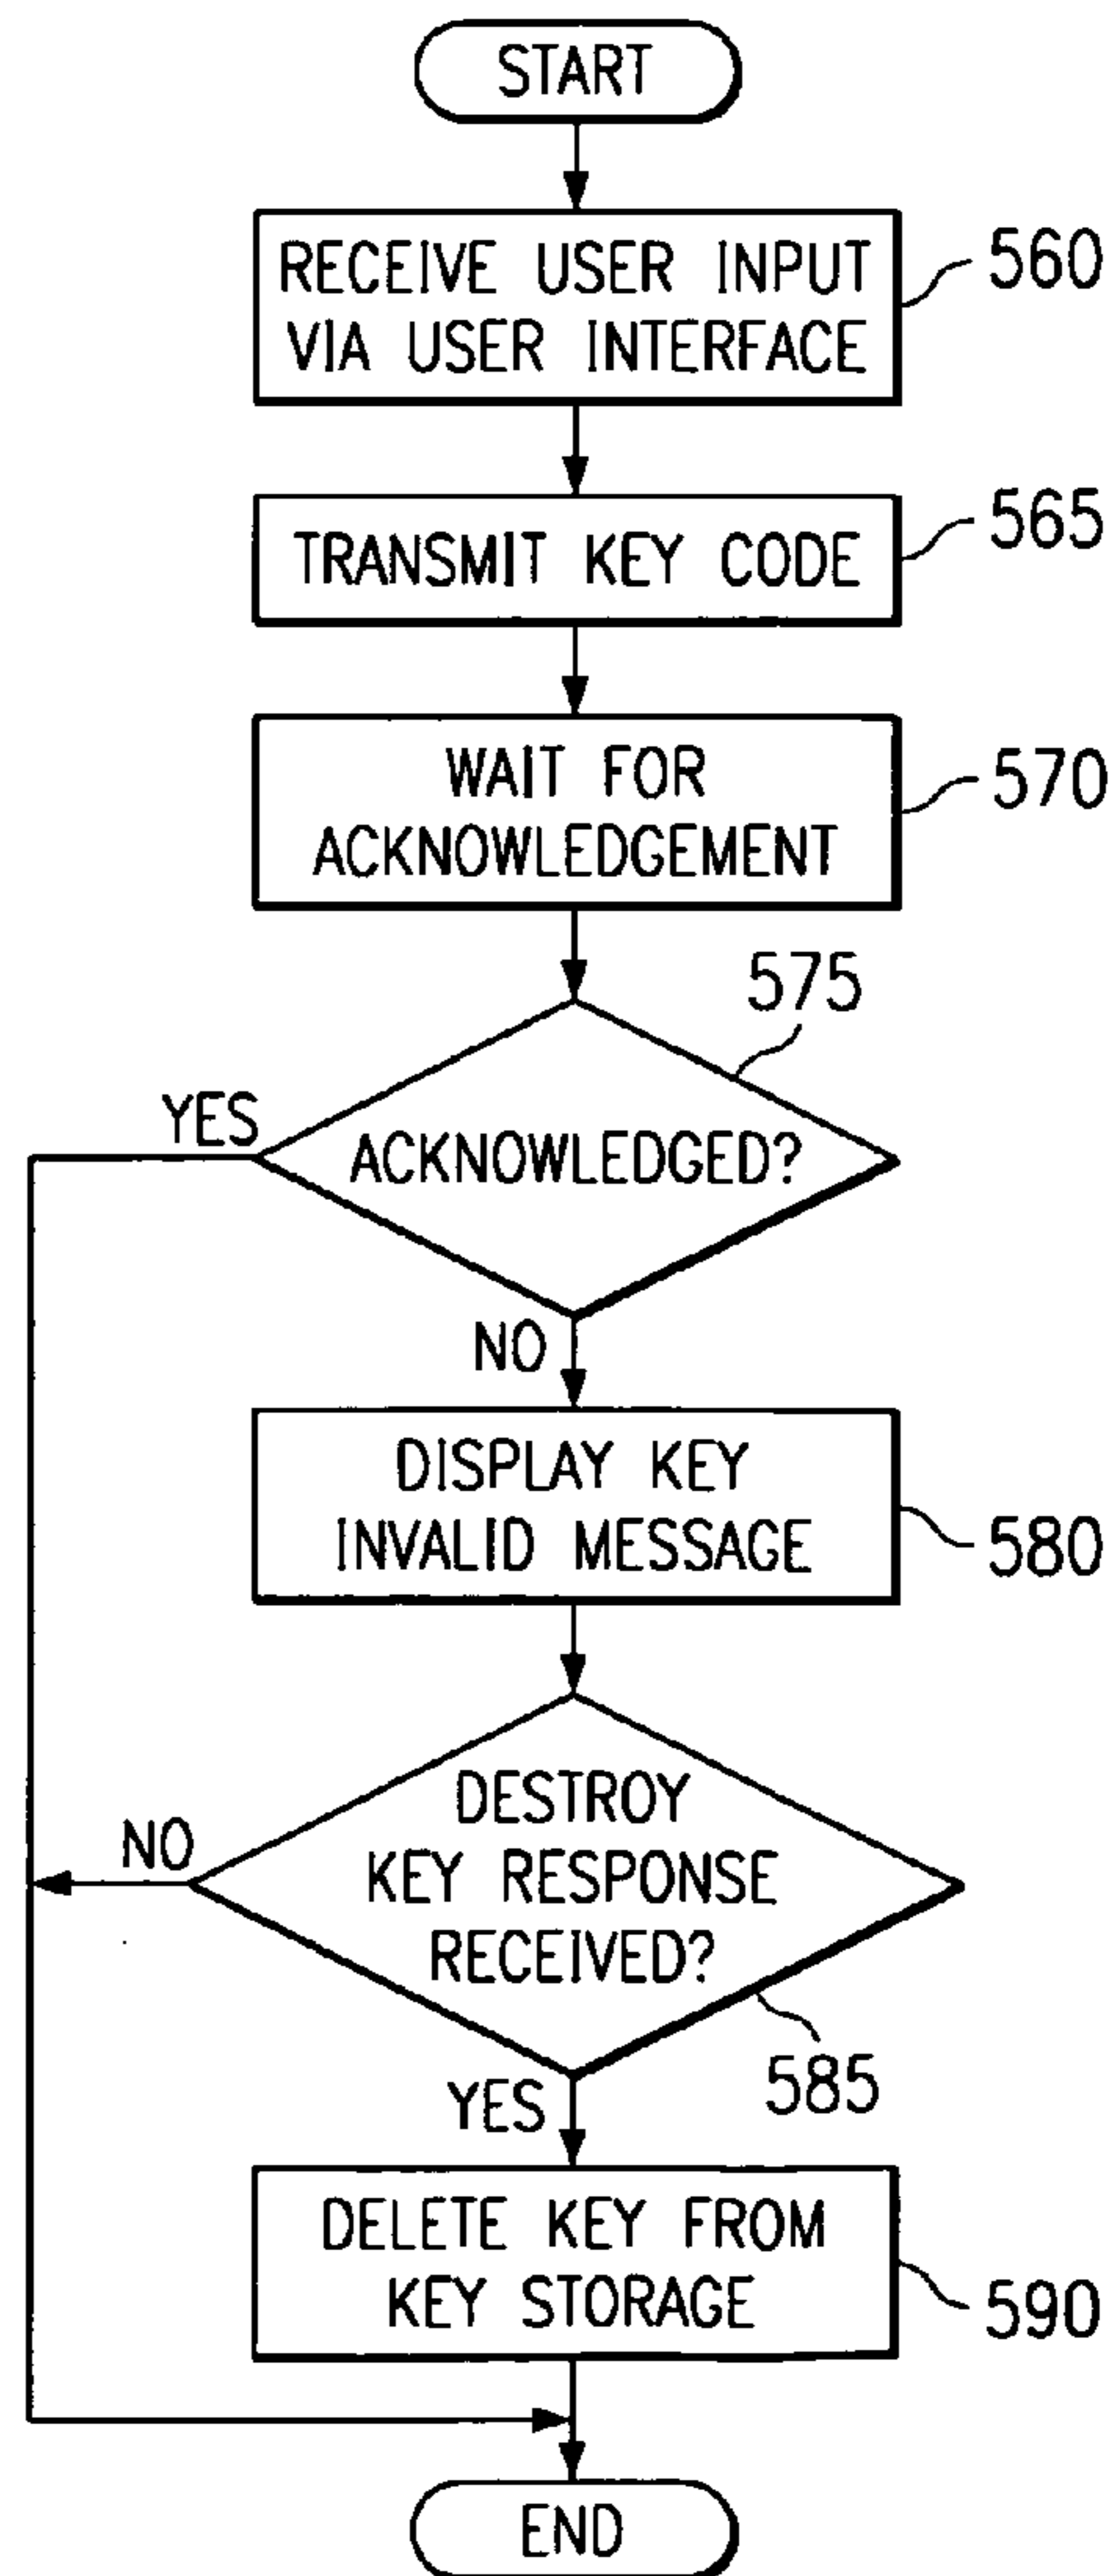 START
RECEIVE USER INPUT
VIA USER INTERFACE
560
TRANSMIT KEY CODE
565
WAIT FOR
ACKNOWLEDGEMENT
570
575
YES
ACKNOWLEDGED?
NO
DISPLAY KEY
INVALID MESSAGE
580
DESTROY
KEY RESPONSE
RECEIVED?
NO
585
YES
DELETE KEY FROM
KEY STORAGE
590
END